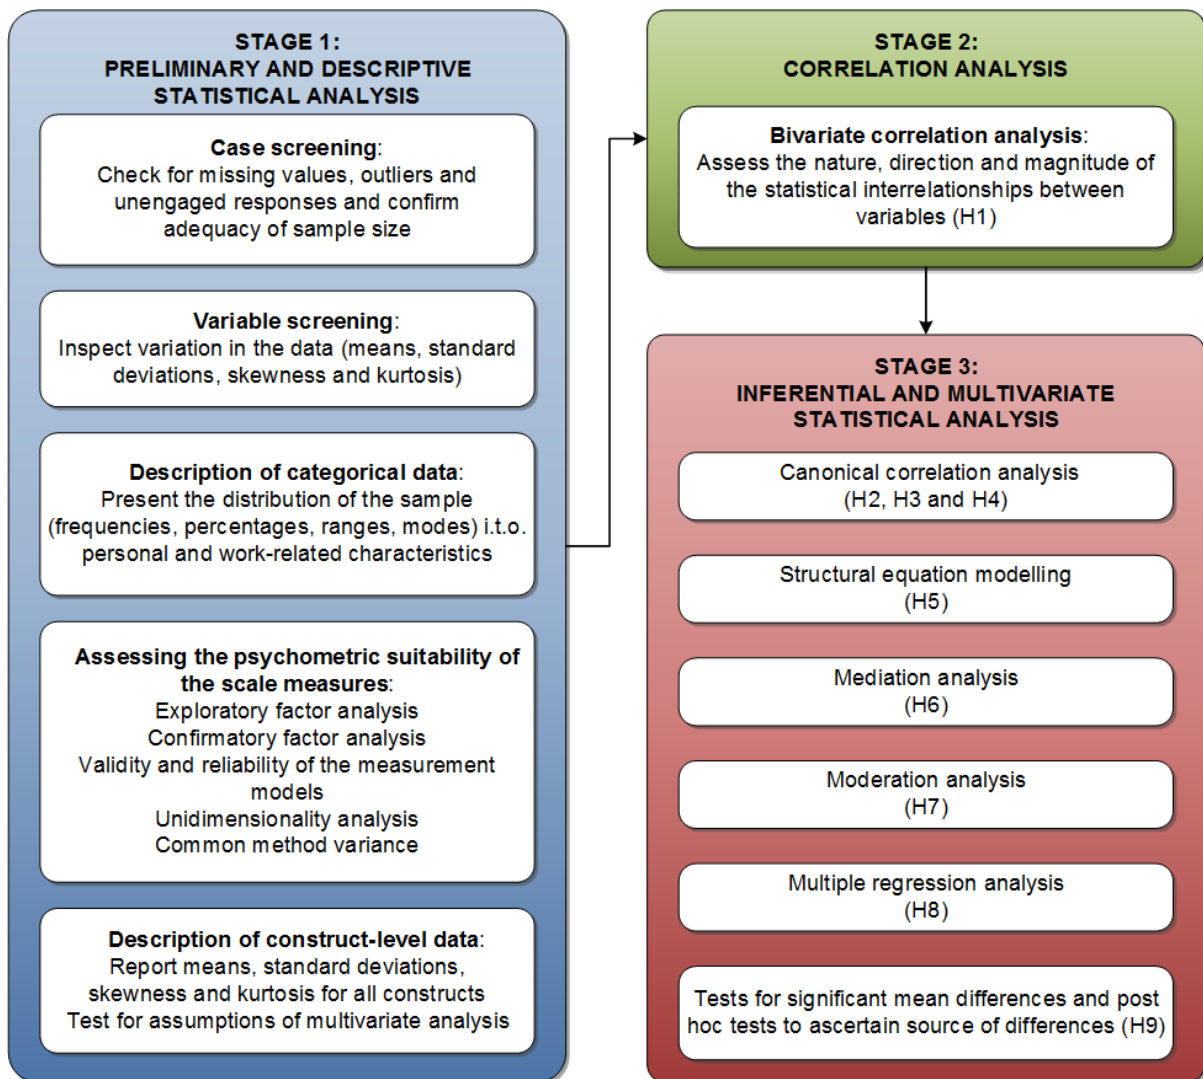 STAGE 1:
PRELIMINARY AND DESCRIPTIVE
STATISTICAL ANALYSIS
Case screening:
Check for missing values, outliers and
unengaged responses and confirm
adequacy of sample size
Variable screening:
Inspect variation in the data (means, standard
deviations, skewness and kurtosis)
Description of categorical data:
Present the distribution of the sample
(frequencies, percentages, ranges, modes) i.t.o.
personal and work-related characteristics
Assessing the psychometric suitability of
the scale measures:
Exploratory factor analysis
Confirmatory factor analysis
Validity and reliability of the measurement
models
Unidimensionality analysis
Common method variance
Description of construct-level data:
Report means, standard deviations,
skewness and kurtosis for all constructs
Test for assumptions of multivariate analysis
STAGE 2:
CORRELATION ANALYSIS
Bivariate correlation analysis:
Assess the nature, direction and magnitude of
the statistical interrelationships between
variables (H1)
STAGE 3:
INFERENTIAL AND MULTIVARIATE
STATISTICAL ANALYSIS
Canonical correlation analysis
(H2, H3 and H4)
Structural equation modelling
(H5)
Mediation analysis
(H6)
Moderation analysis
(H7)
Multiple regression analysis
(H8)
Tests for significant mean differences and post
hoc tests to ascertain source of differences (H9)